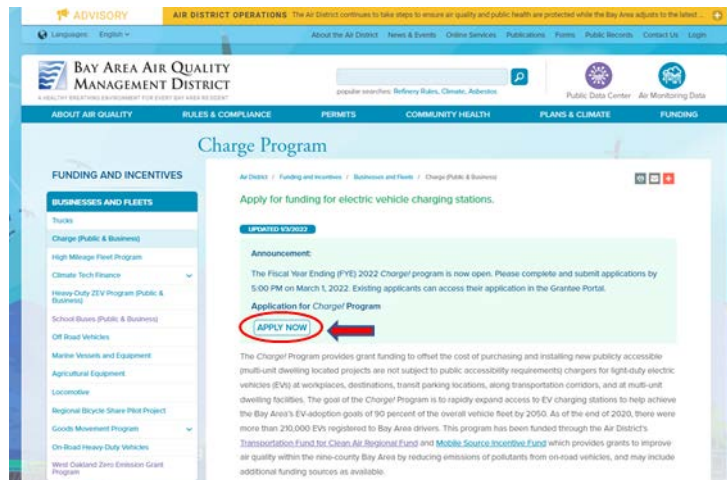 ADVISORY
AIR DISTRICT OPERATIONS The Air District continues to take steps to ensure air quality and public health are protected while the Bay Area adjusts to the latest ...
Languages: English
About the Air District News & Events Online Services Publications Forms Public Records Contact Us Login
BAY AREA AIR QUALITY
MANAGEMENT DISTRICT
A HEALTHY BREATHING ENVIRONMENT FOR EVERY BAY AREA RESIDENT
popular searches: Refinery Rules, Climate, Asbestos
Public Data Center Air Monitoring Data
ABOUT AIR QUALITY RULES & COMPLIANCE PERMITS COMMUNITY HEALTH PLANS & CLIMATE FUNDING
Charge Program
FUNDING AND INCENTIVES
BUSINESSES AND FLEETS
Trucks
Charge (Public & Business)
High Mileage Fleet Program
Climate Tech Finance
Heavy-Duty ZEV Program (Public &
Business)
School Buses (Public & Business)
Off Road Vehicles
Marine Vessels and Equipment
Agricultural Equipment
Locomotive
Regional Bicycle Share Pilot Project
Goods Movement Program
On-Road Heavy-Duty Vehicles
West Oakland Zero Emission Grant
Program
Air District / Funding and Incentives / Businesses and Fleets / Charge (Public & Business)
Apply for funding for electric vehicle charging stations.
UPDATED 1/3/2022
Announcement:
The Fiscal Year Ending (FYE) 2022 Charge! program is now open. Please complete and submit applications by
5:00 PM on March 1, 2022. Existing applicants can access their application in the Grantee Portal.
Application for Charge! Program
APPLY NOW
The Charge! Program provides grant funding to offset the cost of purchasing and installing new publicly accessible
(multi-unit dwelling located projects are not subject to public accessibility requirements) chargers for light-duty electric
vehicles (EVs) at workplaces, destinations, transit parking locations, along transportation corridors, and at multi-unit
dwelling facilities. The goal of the Charge! Program is to rapidly expand access to EV charging stations to help achieve
the Bay Area's EV-adoption goals of 90 percent of the overall vehicle fleet by 2050. As of the end of 2020, there were
more than 210,000 EVs registered to Bay Area drivers. This program has been funded through the Air District's
Transportation Fund for Clean Air Regional Fund and Mobile Source Incentive Fund which provides grants to improve
air quality within the nine-county Bay Area by reducing emissions of pollutants from on-road vehicles, and may include
additional funding sources as available.